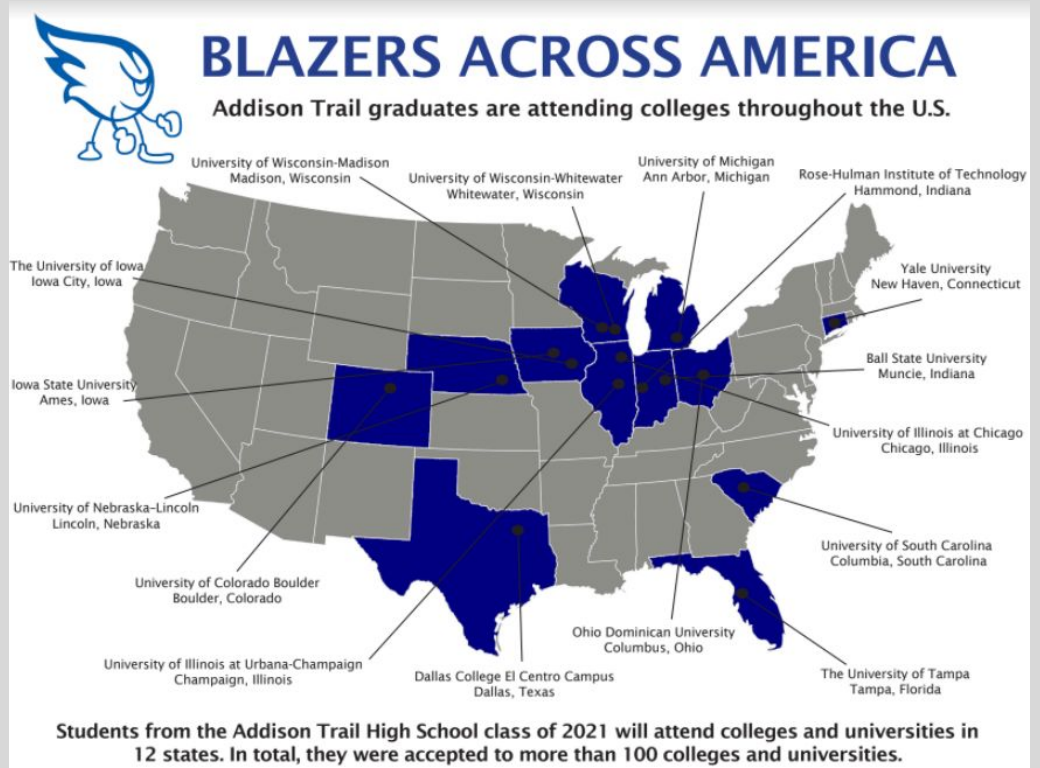 BLAZERS ACROSS AMERICA
Addison Trail graduates are attending colleges throughout the U.S.
University of Wisconsin-Madison
Madison, Wisconsin
University of Wisconsin-Whitewater
Whitewater, Wisconsin
University of Michigan
Ann Arbor, Michigan
Rose-Hulman Institute of Technology
Hammond, Indiana
The University of Iowa
Iowa City, Iowa
Yale University
New Haven, Connecticut
Iowa State University
Ames, Iowa
Ball State University
Muncie, Indiana
University of Illinois at Chicago
Chicago, Illinois
University of Nebraska-Lincoln
Lincoln, Nebraska
University of South Carolina
Columbia, South Carolina
University of Colorado Boulder
Boulder, Colorado
Ohio Dominican University
Columbus, Ohio
University of Illinois at Urbana-Champaign
Champaign, Illinois
Dallas College El Centro Campus
Dallas, Texas
The University of Tampa
Tampa, Florida
Students from the Addison Trail High School class of 2021 will attend colleges and universities in
12 states. In total, they were accepted to more than 100 colleges and universities.